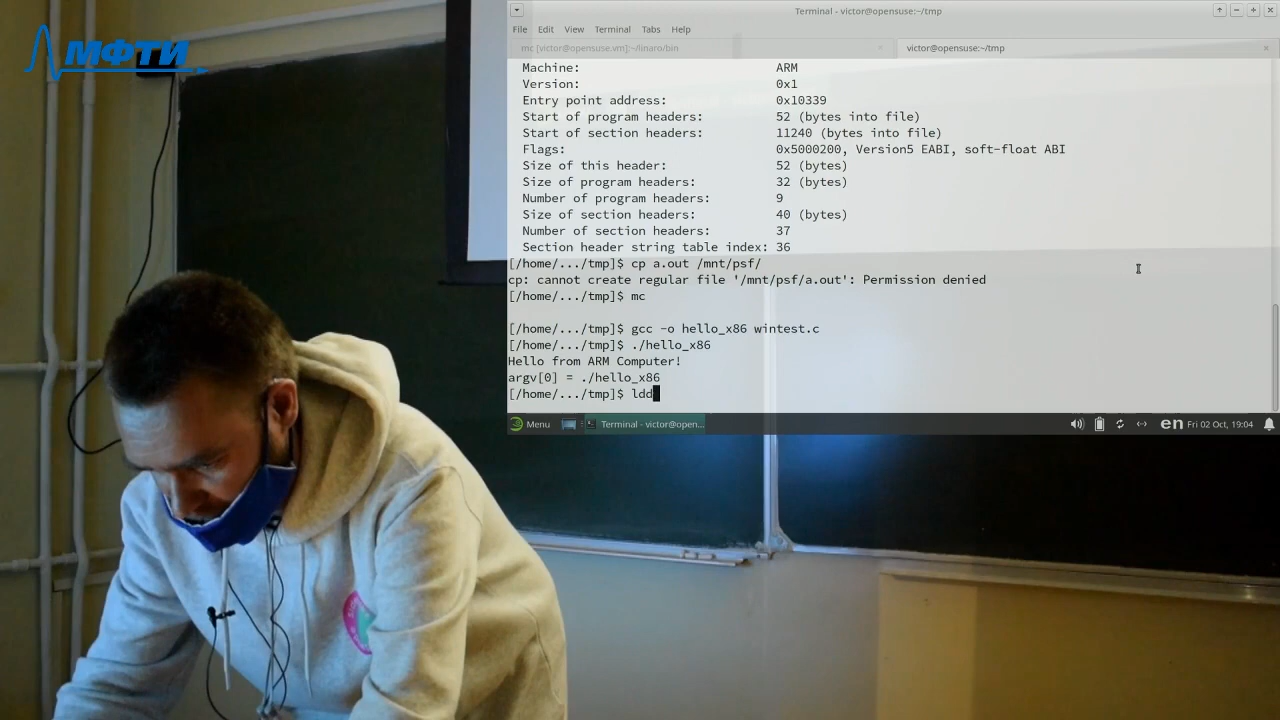 МФТИ
Terminal - victor@opensuse:~/tmp
File Edit View Terminal Tabs Help
mc [victor@opensuse.vm]:~/linaro/bin
victor@opensuse:~/tmp
Machine: ARM
Version: 0x1
Entry point address: 0x10339
Start of program headers: 52 (bytes into file)
Start of section headers: 11240 (bytes into file)
Flags: 0x5000200, Version5 EABI, soft-float ABI
Size of this header: 52 (bytes)
Size of program headers: 32 (bytes)
Number of program headers: 9
Size of section headers: 40 (bytes)
Number of section headers: 37
Section header string table index: 36
[/home/.../tmp]$ cp a.out /mnt/psf/
cp: cannot create regular file '/mnt/psf/a.out': Permission denied
[/home/.../tmp]$ mc
[/home/.../tmp]$ gcc -o hello_x86 wintest.c
[/home/.../tmp]$ ./hello_x86
Hello from ARM Computer!
argv[0] = ./hello_x86
[/home/.../tmp]$ ldd
Menu Terminal - victor@open... en Fri 02 Oct, 19:04